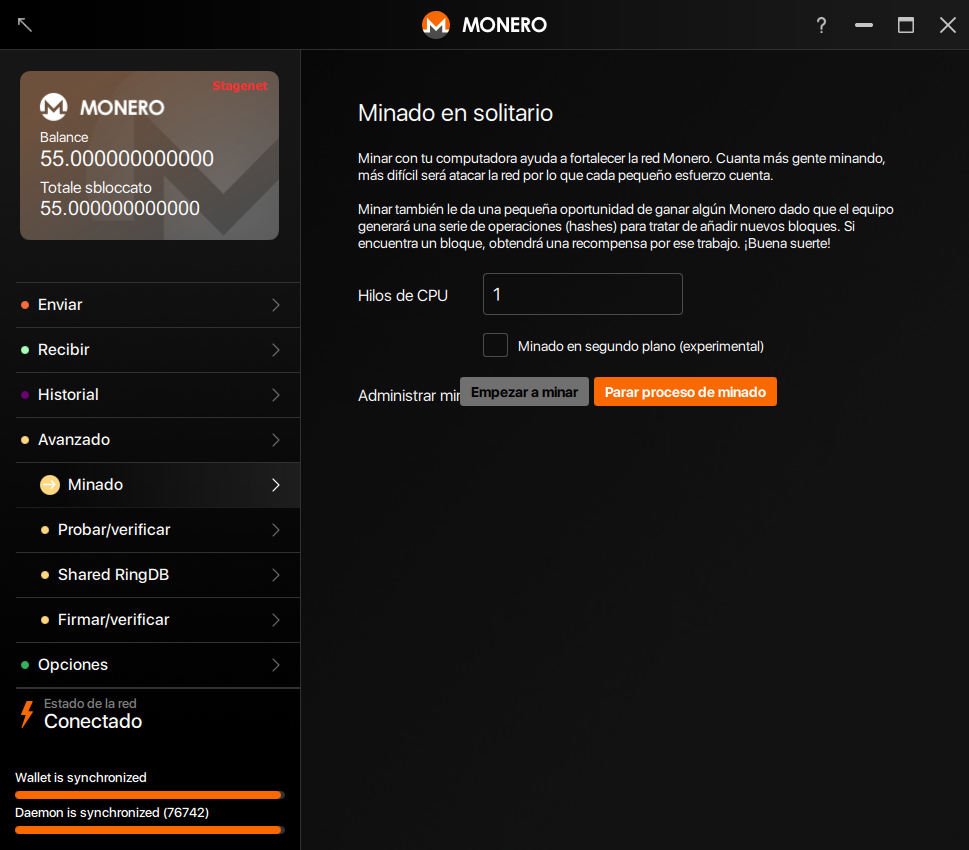 MONERO
?
Stagenet
MONERO
Balance
55.000000000000
Totale sbloccato
55.000000000000
Enviar
Recibir
Historial
Avanzado
Minado
Probar/verificar
Shared RingDB
Firmar/verificar
Opciones
Estado de la red
Conectado
Wallet is synchronized
Daemon is synchronized (76742)
Minado en solitario
Minar con tu computadora ayuda a fortalecer la red Monero. Cuanta más gente minando,
más difícil será atacar la red por lo que cada pequeño esfuerzo cuenta.
Minar también le da una pequeña oportunidad de ganar algún Monero dado que el equipo
generará una serie de operaciones (hashes) para tratar de añadir nuevos bloques. Si
encuentra un bloque, obtendrá una recompensa por ese trabajo. ¡Buena suerte!
Hilos de CPU
1
Minado en segundo plano (experimental)
Administrar min
Empezar a minar
Parar proceso de minado